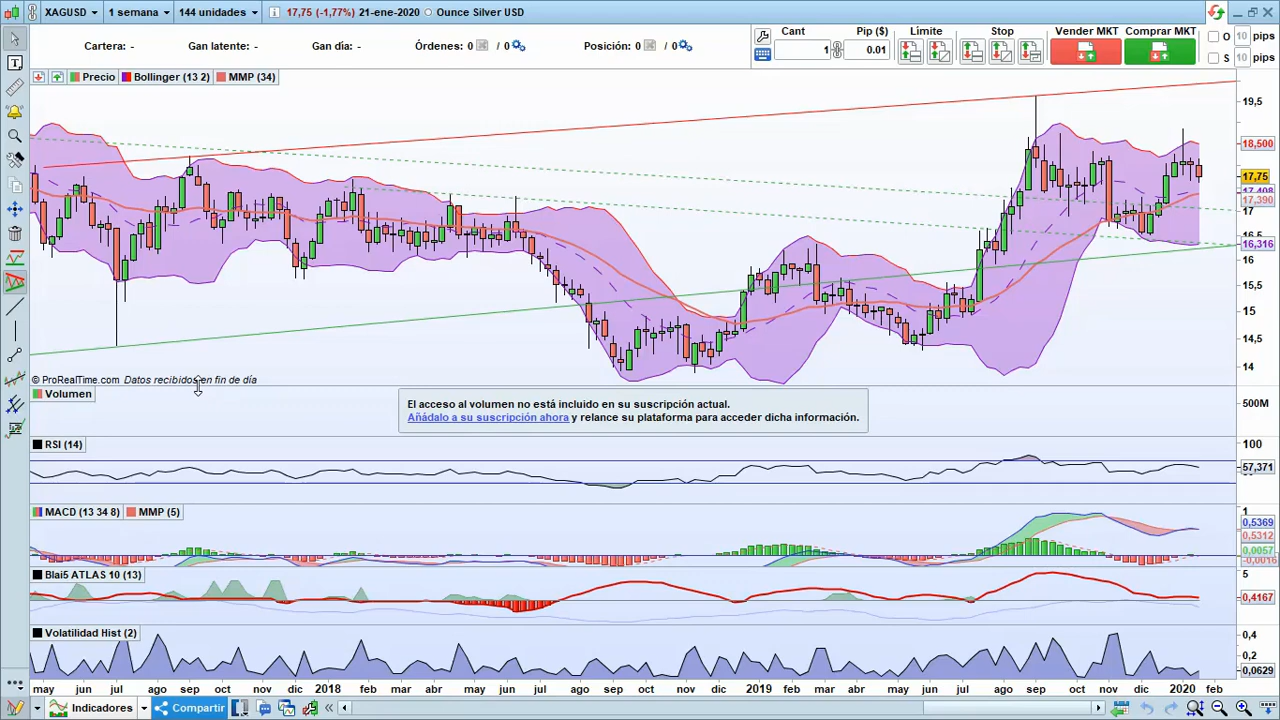 XAGUSD 1 semana 144 unidades 17,75 (-1,77%) 21-ene-2020 Ounce Silver USD
Cartera: - Gan latente: - Gan día: - Órdenes: 0 / 0 Posición: 0 / 0
Cant Pip ($) Límite Stop Vender MKT Comprar MKT
1 0.01
O 10 pips
S 10 pips
Precio Bollinger (13 2) MMP (34)
19,5
18,500
17,75
17,408
17,390
17
16,5
16,316
16
15,5
15
14,5
14
© ProRealTime.com Datos recibidos en fin de día
Volumen
El acceso al volumen no está incluido en su suscripción actual.
Añádalo a su suscripción ahora y relance su plataforma para acceder dicha información.
500M
RSI (14)
100
57,371
MACD (13 34 8) MMP (5)
1
0,5369
0,5312
0,0057
-0,0016
Blai5 ATLAS 10 (13)
5
0,4167
Volatilidad Hist (2)
0,4
0,2
0,0629
may jun jul ago sep oct nov dic 2018 feb mar abr may jun jul ago sep oct nov dic 2019 feb mar abr may jun jul ago sep oct nov dic 2020 feb
Indicadores Compartir